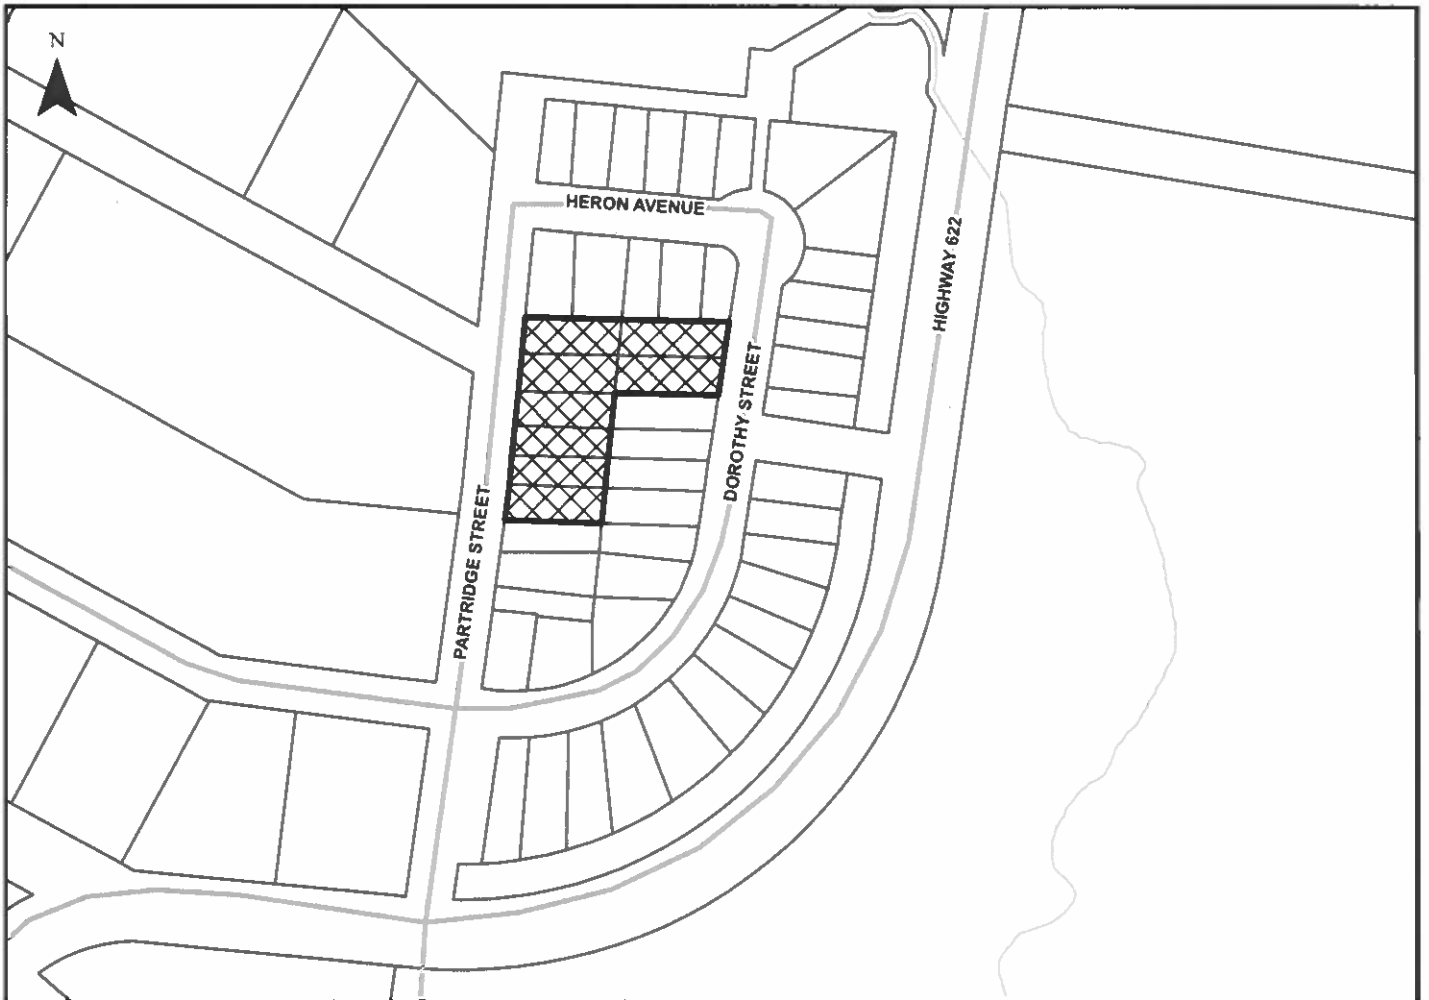 N
HERON AVENUE
HIGHWAY 622
DOROTHY STREET
PARTRIDGE STREET